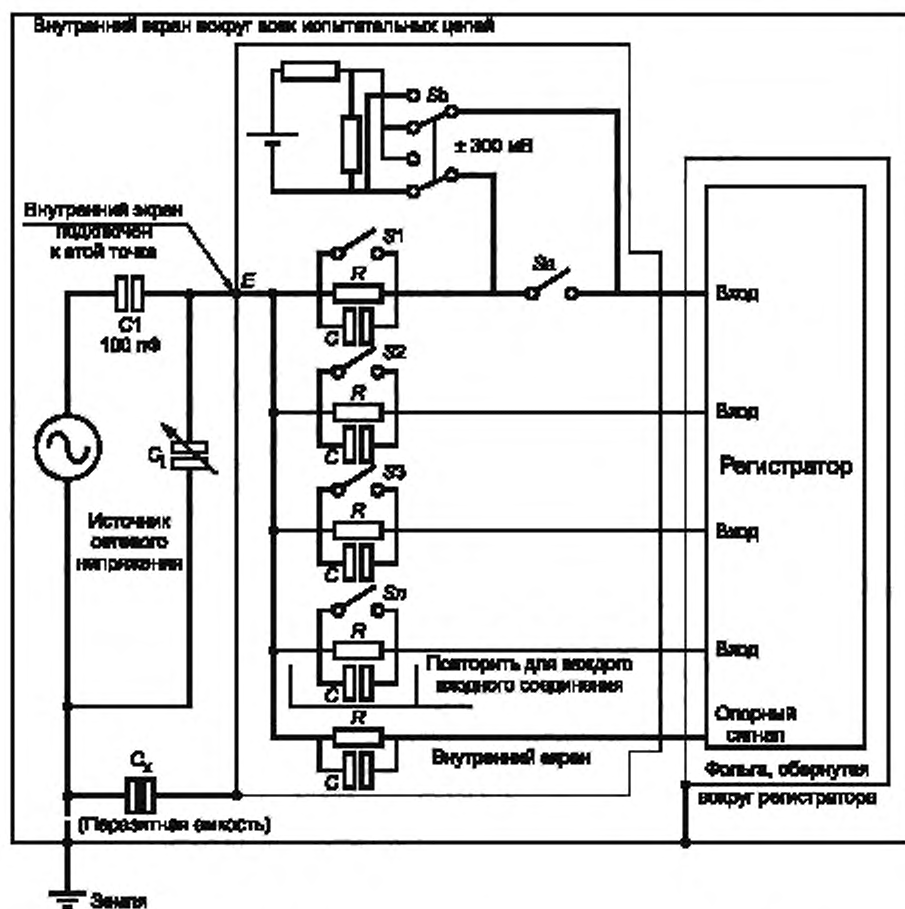 Внутренний экран вокруг всех испытательных цепей
Sb
± 300 мВ
Внутренний экран
подключен
к этой точке
E
S1
R
C
Sa
Вход
C1
100 пФ
S2
R
C
Вход
Ct
Регистратор
S3
R
C
Вход
Источник
сетевого
напряжения
Sn
R
C
Вход
Повторить для каждого
входного соединения
R
C
Опорный
сигнал
Внутренний экран
Cx
(Паразитная емкость)
Фольга, обернутая
вокруг регистратора
Земля